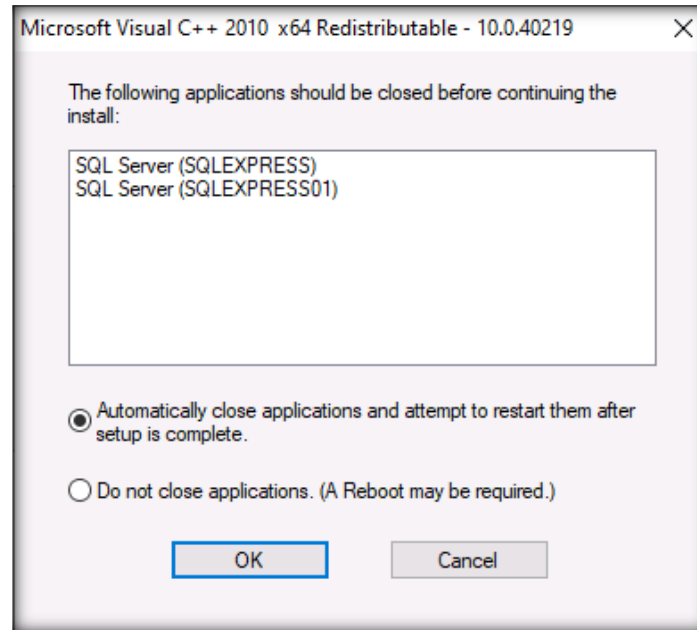 Microsoft Visual C++ 2010 x64 Redistributable - 10.0.40219
The following applications should be closed before continuing the
install:
SQL Server (SQLEXPRESS)
SQL Server (SQLEXPRESS01)
Automatically close applications and attempt to restart them after
setup is complete.
Do not close applications. (A Reboot may be required.)
OK Cancel